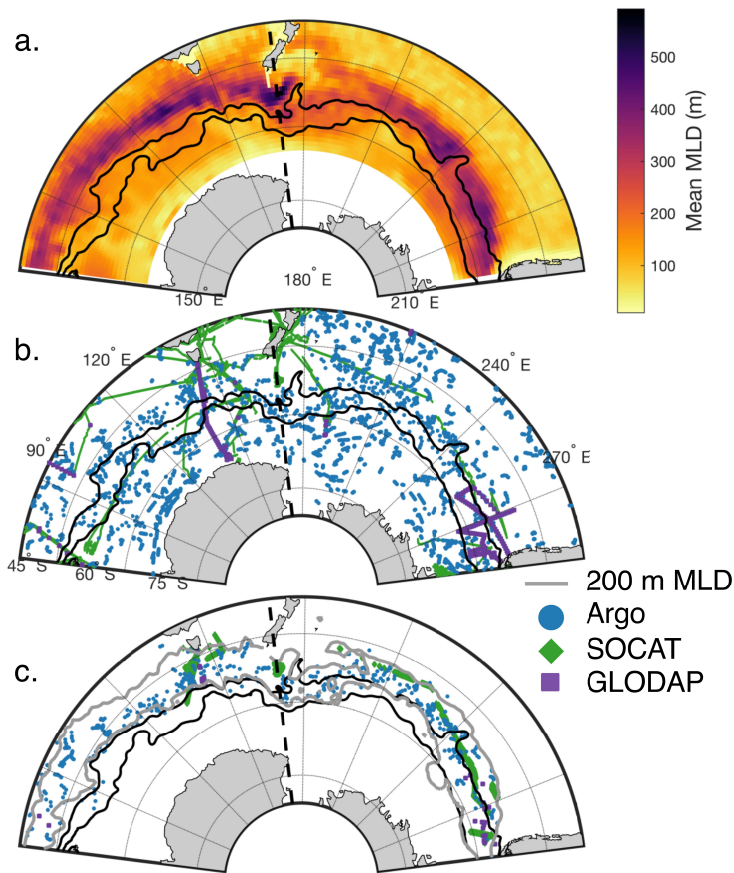 a.
500
400
300
200
100
Mean MLD (m)
180° E
150° E
210° E
b.
120° E
240° E
90° E
270° E
45° S
60° S
75° S
200 m MLD
Argo
SOCAT
GLODAP
c.